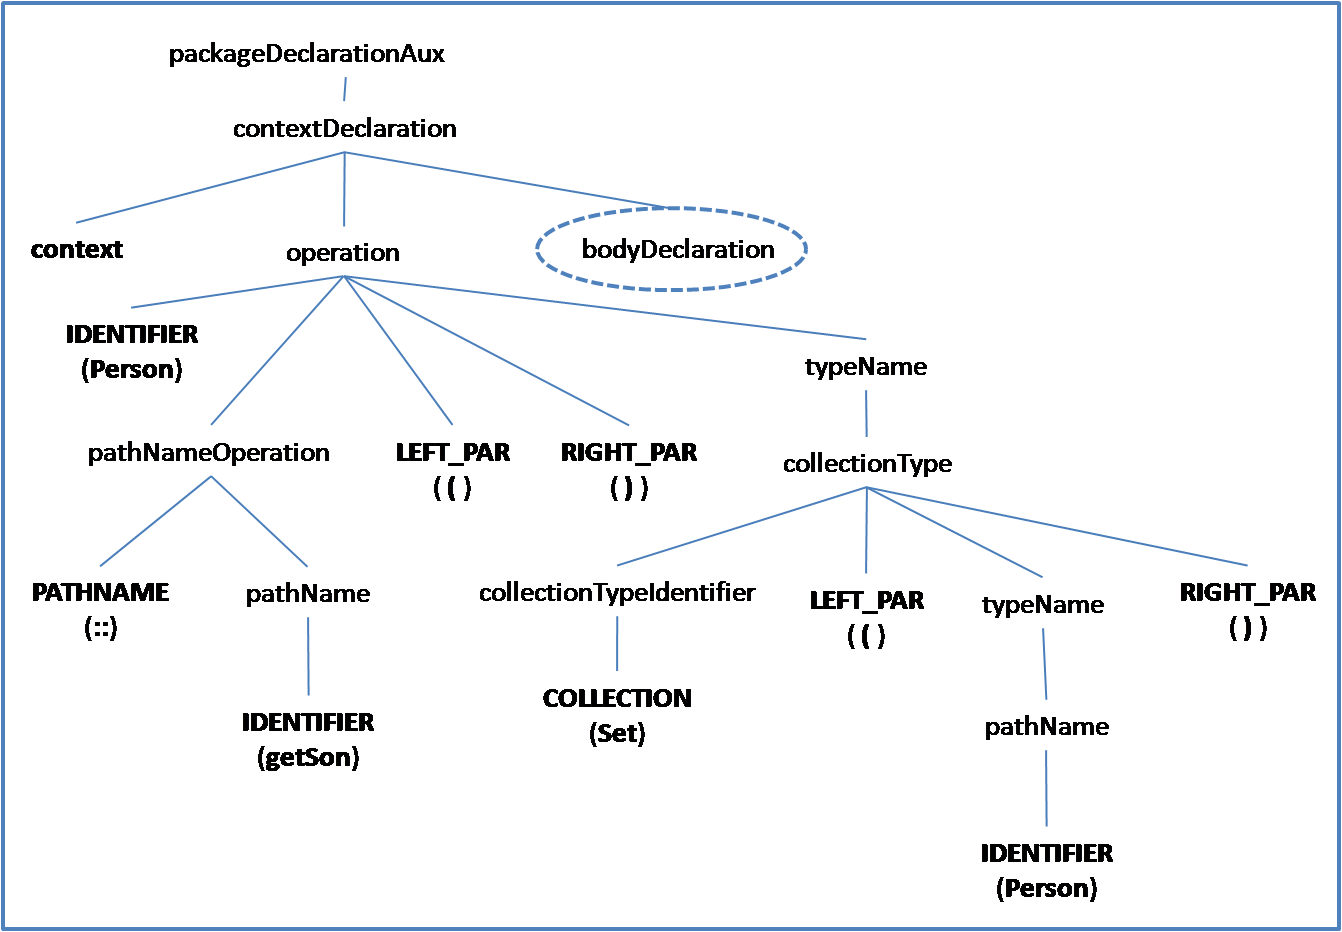 packageDeclarationAux
contextDeclaration
context
operation
bodyDeclaration
IDENTIFIER
(Person)
typeName
pathNameOperation
LEFT_PAR
( ( )
RIGHT_PAR
( ) )
collectionType
PATHNAME
(::)
pathName
collectionTypeIdentifier
LEFT_PAR
( ( )
typeName
RIGHT_PAR
( ) )
IDENTIFIER
(getSon)
COLLECTION
(Set)
pathName
IDENTIFIER
(Person)